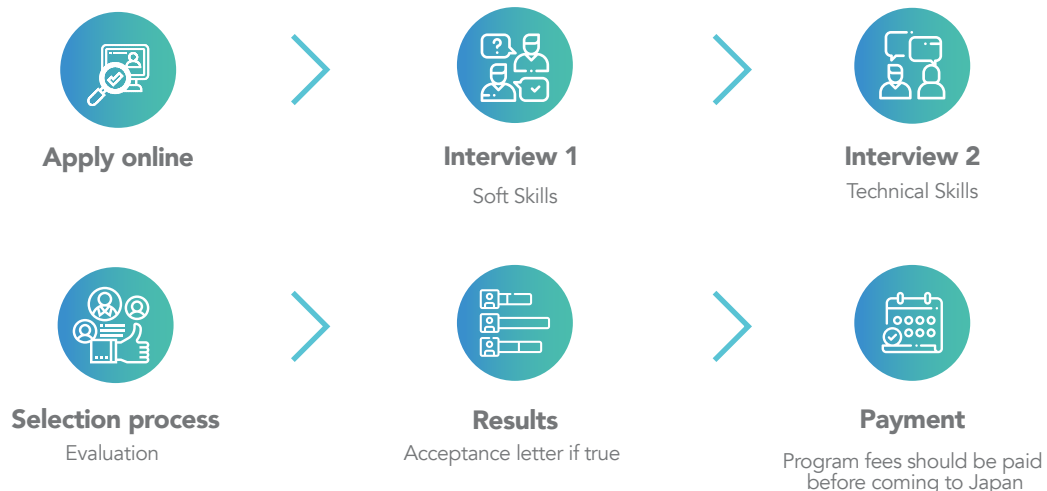 Apply online
Interview 1
Soft Skills
Interview 2
Technical Skills
Selection process
Evaluation
Results
Acceptance letter if true
Payment
Program fees should be paid
before coming to Japan